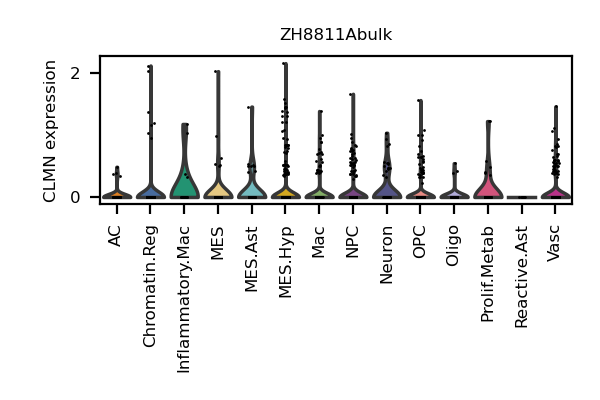 ZH8811Abulk
CLMN expression
2
0
AC
Chromatin.Reg
Inflammatory.Mac
MES
MES.Ast
MES.Hyp
Mac
NPC
Neuron
OPC
Oligo
Prolif.Metab
Reactive.Ast
Vasc